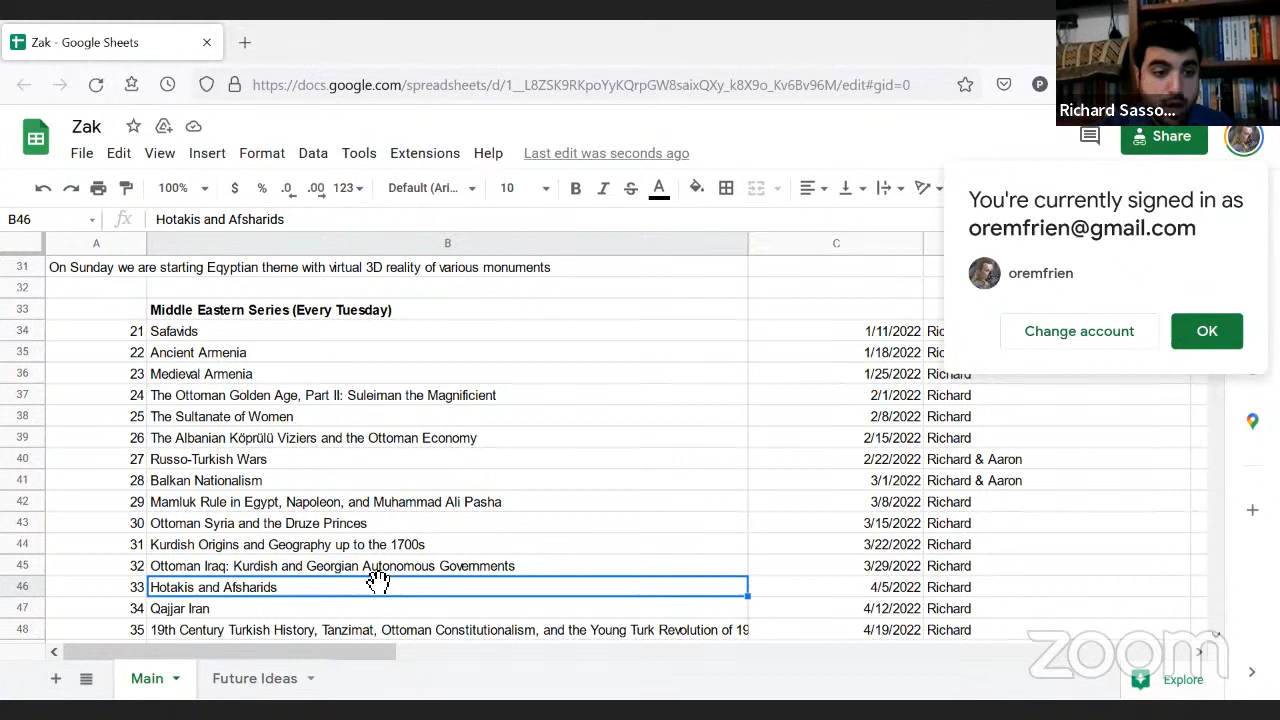 Zak - Google Sheets
https://docs.google.com/spreadsheets/d/1__L8ZSK9RKpoYyKQrpGW8saixQXy_k8X9o_Kv6Bv96M/edit#gid=0
P
Richard Sasso...
Zak
File Edit View Insert Format Data Tools Extensions Help Last edit was seconds ago
Share
100% $ % .0 .00 123 Default (Ari... 10 B I S A
You're currently signed in as
oremfrien@gmail.com
oremfrien
Change account OK
B46 fx Hotakis and Afsharids
A B C
31 On Sunday we are starting Eqyptian theme with virtual 3D reality of various monuments
32
33 Middle Eastern Series (Every Tuesday)
34 21 Safavids 1/11/2022 Ric
35 22 Ancient Armenia 1/18/2022 Ric
36 23 Medieval Armenia 1/25/2022 Richard
37 24 The Ottoman Golden Age, Part II: Suleiman the Magnificient 2/1/2022 Richard
38 25 The Sultanate of Women 2/8/2022 Richard
39 26 The Albanian Köprülü Viziers and the Ottoman Economy 2/15/2022 Richard
40 27 Russo-Turkish Wars 2/22/2022 Richard & Aaron
41 28 Balkan Nationalism 3/1/2022 Richard & Aaron
42 29 Mamluk Rule in Egypt, Napoleon, and Muhammad Ali Pasha 3/8/2022 Richard
43 30 Ottoman Syria and the Druze Princes 3/15/2022 Richard
44 31 Kurdish Origins and Geography up to the 1700s 3/22/2022 Richard
45 32 Ottoman Iraq: Kurdish and Georgian Autonomous Governments 3/29/2022 Richard
46 33 Hotakis and Afsharids 4/5/2022 Richard
47 34 Qajjar Iran 4/12/2022 Richard
48 35 19th Century Turkish History, Tanzimat, Ottoman Constitutionalism, and the Young Turk Revolution of 19 4/19/2022 Richard
zoom
Main Future Ideas Explore